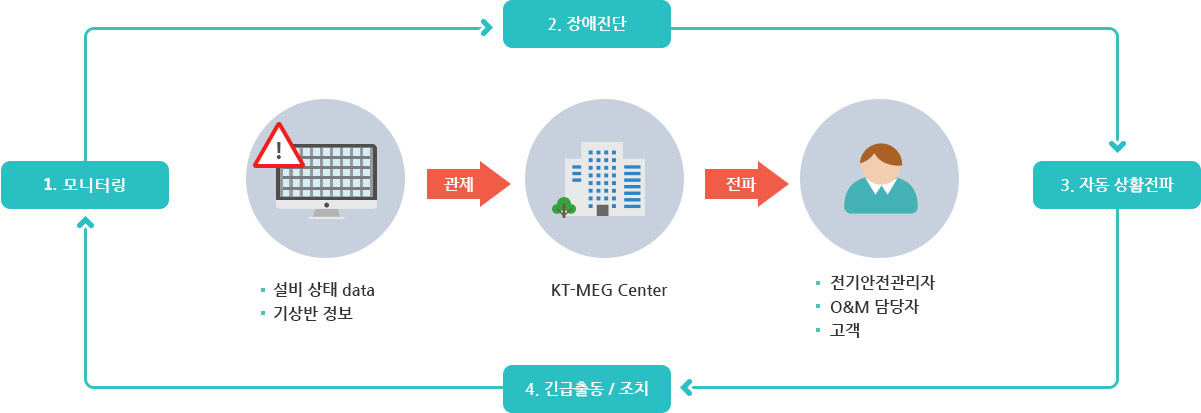 2. 장애진단
1. 모니터링
관제
전파
3. 자동 상활전파
설비 상태 data
기상반 정보
KT-MEG Center
전기안전관리자
O&M 담당자
고객
4. 긴급출동 / 조치